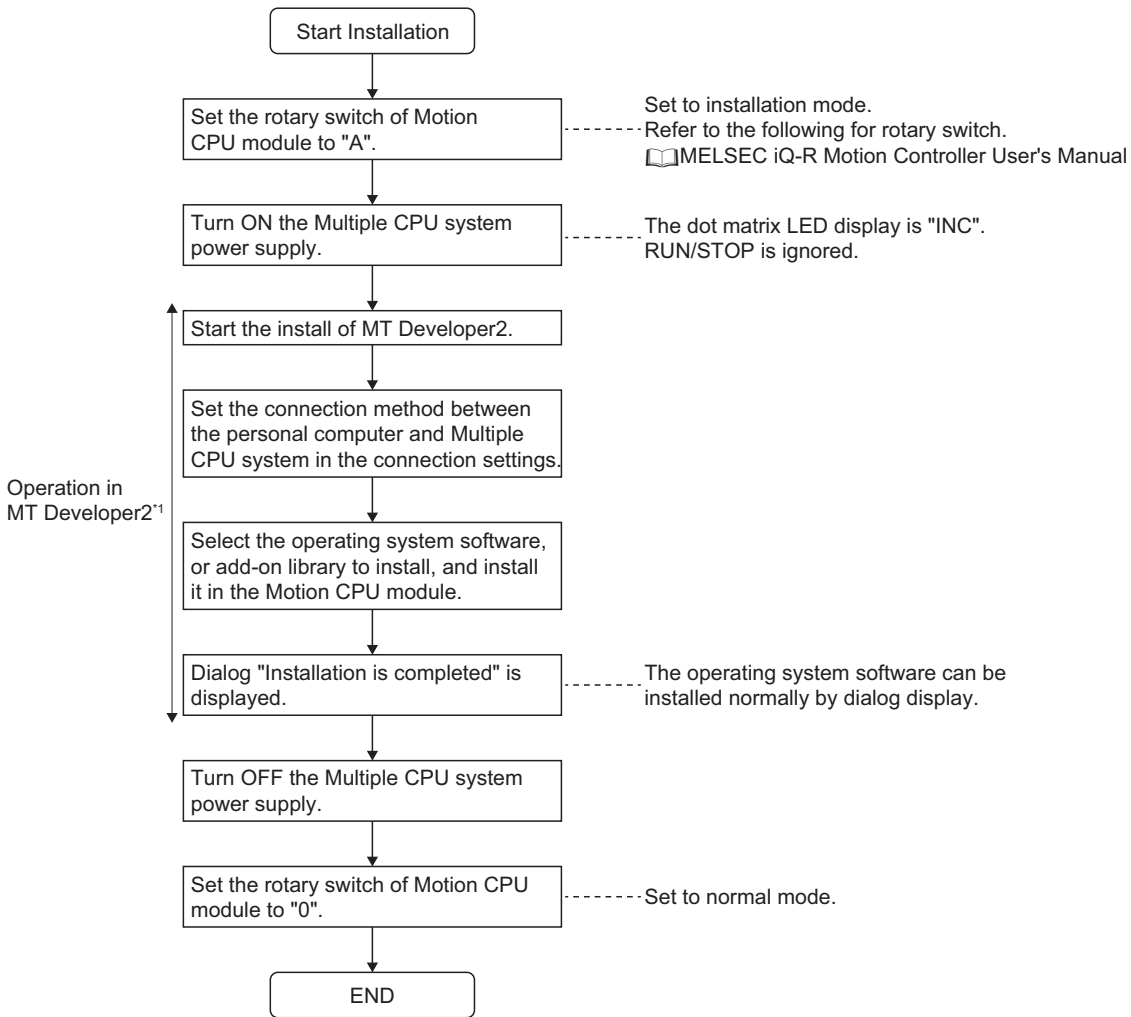 Start Installation
Set the rotary switch of Motion
CPU module to "A".
Set to installation mode.
Refer to the following for rotary switch.
MELSEC iQ-R Motion Controller User's Manual
Turn ON the Multiple CPU system
power supply.
The dot matrix LED display is "INC".
RUN/STOP is ignored.
Start the install of MT Developer2.
Set the connection method between
the personal computer and Multiple
CPU system in the connection settings.
Operation in
MT Developer2*1
Select the operating system software,
or add-on library to install, and install
it in the Motion CPU module.
Dialog "Installation is completed" is
displayed.
The operating system software can be
installed normally by dialog display.
Turn OFF the Multiple CPU system
power supply.
Set the rotary switch of Motion CPU
module to "0".
Set to normal mode.
END